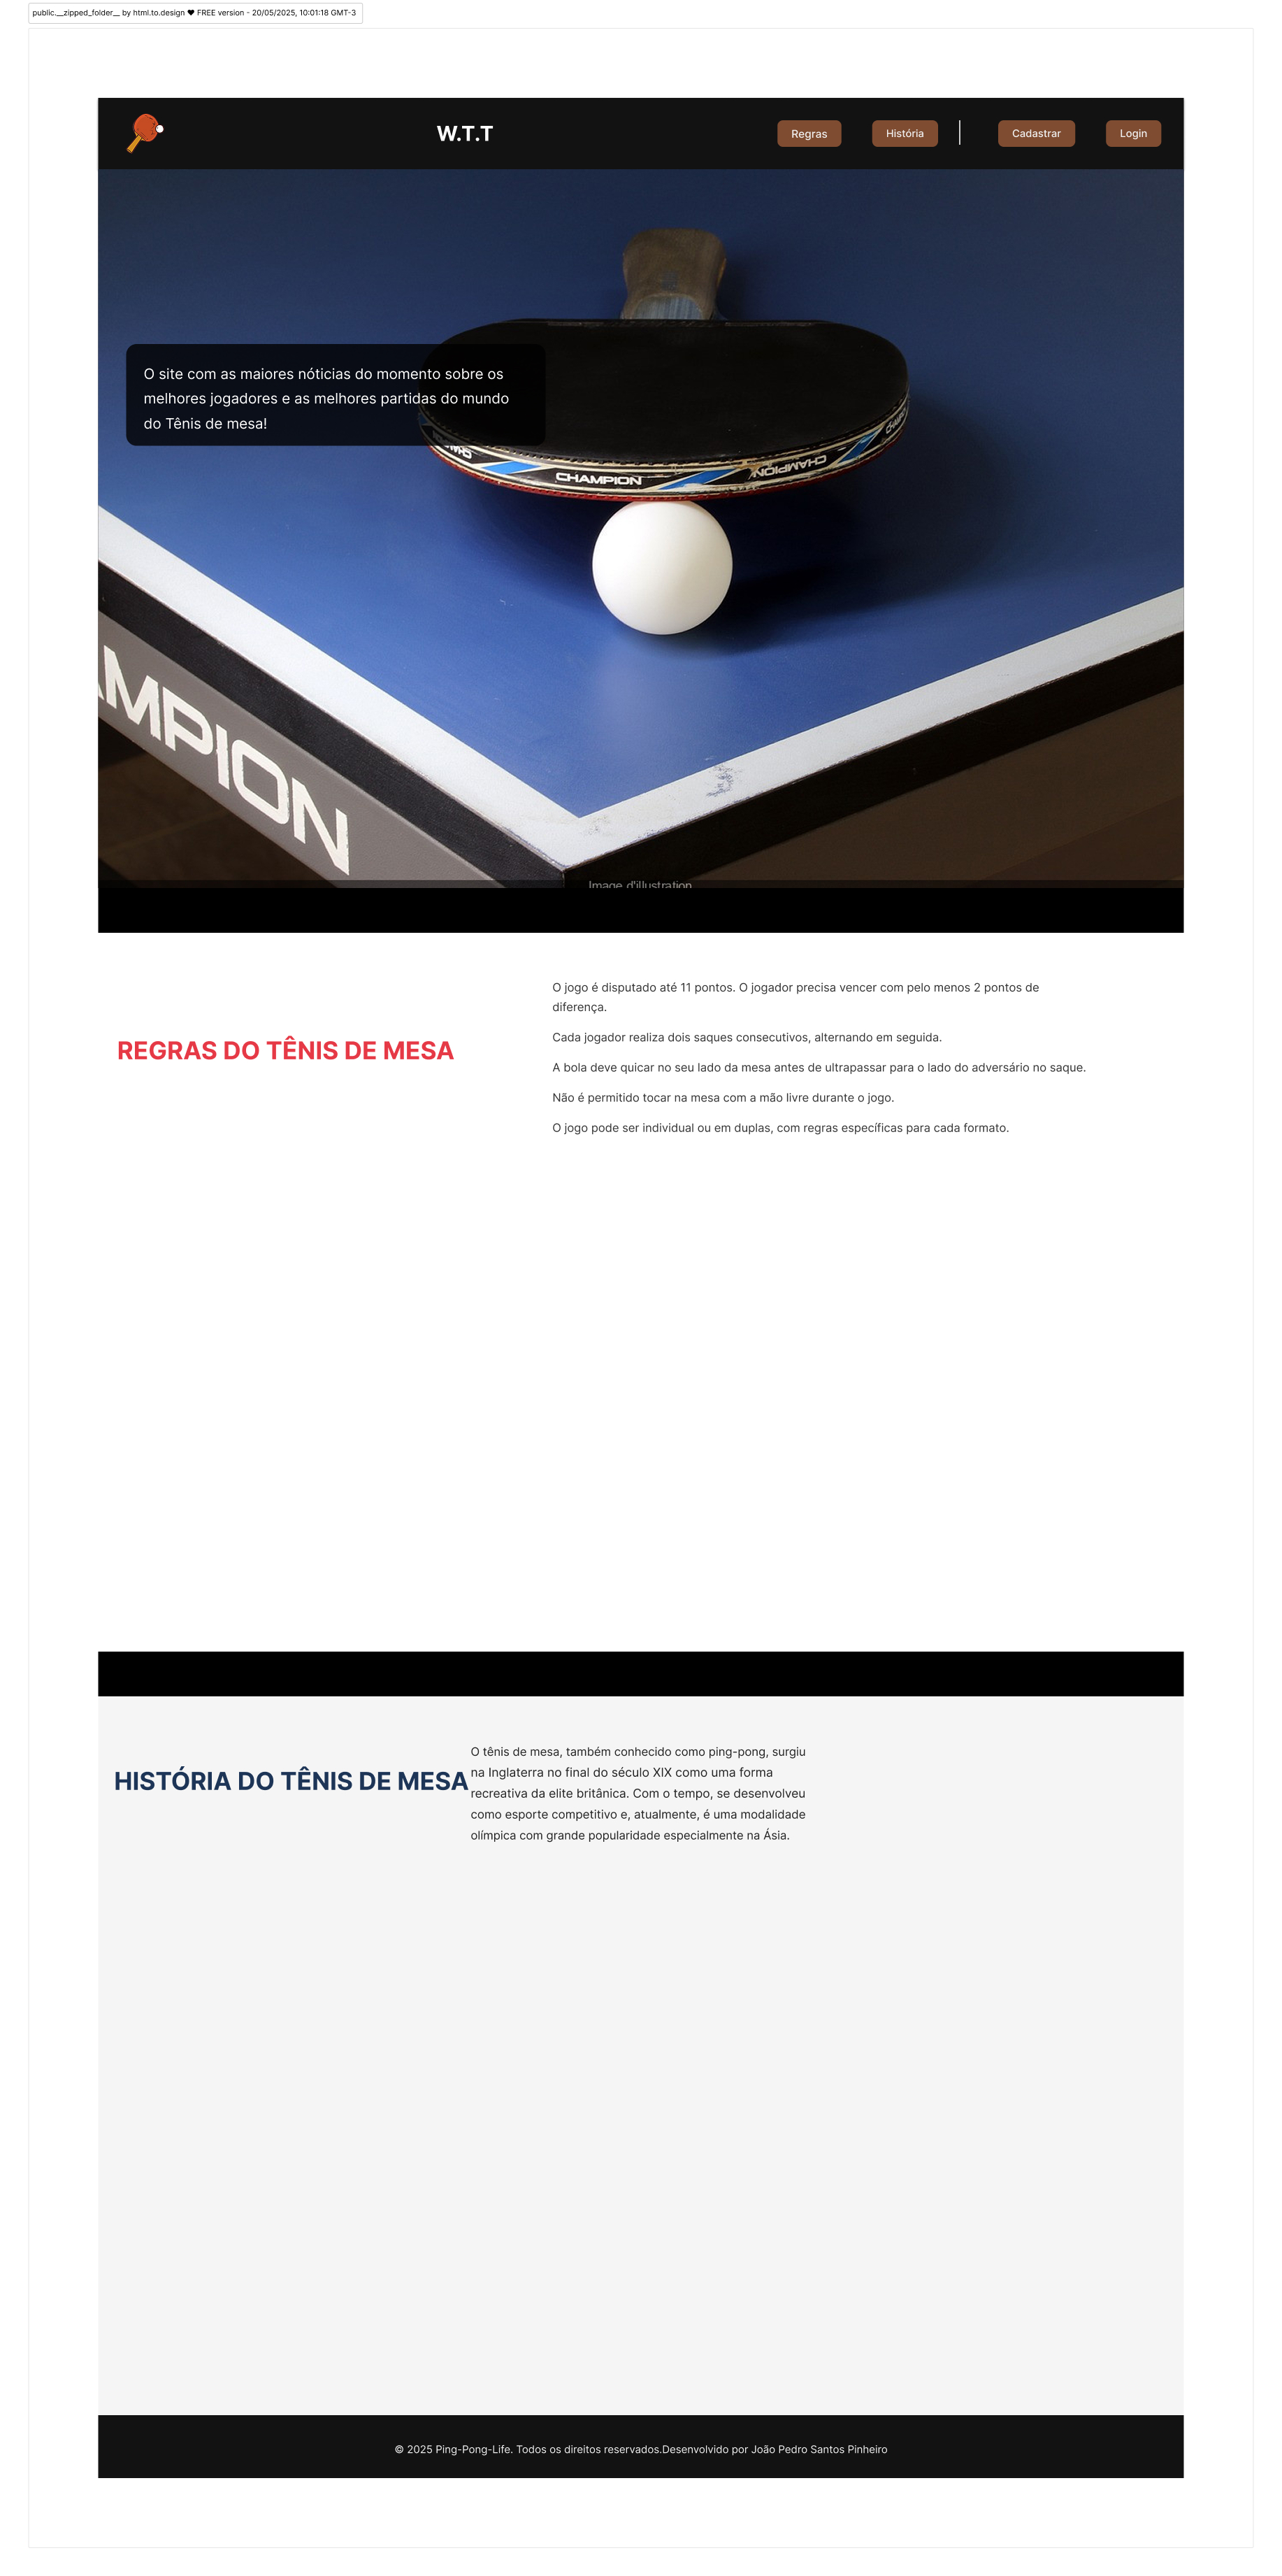 public.__zipped_folder__ by html.to.design ❤ FREE version - 20/05/2025, 10:01:18 GMT-3
W.T.T
Regras
História
Cadastrar
Login
O site com as maiores nóticias do momento sobre os
melhores jogadores e as melhores partidas do mundo
do Tênis de mesa!
CHAMPION
CHAMPION
MPION
Image d'illustration
REGRAS DO TÊNIS DE MESA
O jogo é disputado até 11 pontos. O jogador precisa vencer com pelo menos 2 pontos de
diferença.
Cada jogador realiza dois saques consecutivos, alternando em seguida.
A bola deve quicar no seu lado da mesa antes de ultrapassar para o lado do adversário no saque.
Não é permitido tocar na mesa com a mão livre durante o jogo.
O jogo pode ser individual ou em duplas, com regras específicas para cada formato.
HISTÓRIA DO TÊNIS DE MESA
O tênis de mesa, também conhecido como ping-pong, surgiu
na Inglaterra no final do século XIX como uma forma
recreativa da elite britânica. Com o tempo, se desenvolveu
como esporte competitivo e, atualmente, é uma modalidade
olímpica com grande popularidade especialmente na Ásia.
© 2025 Ping-Pong-Life. Todos os direitos reservados.Desenvolvido por João Pedro Santos Pinheiro